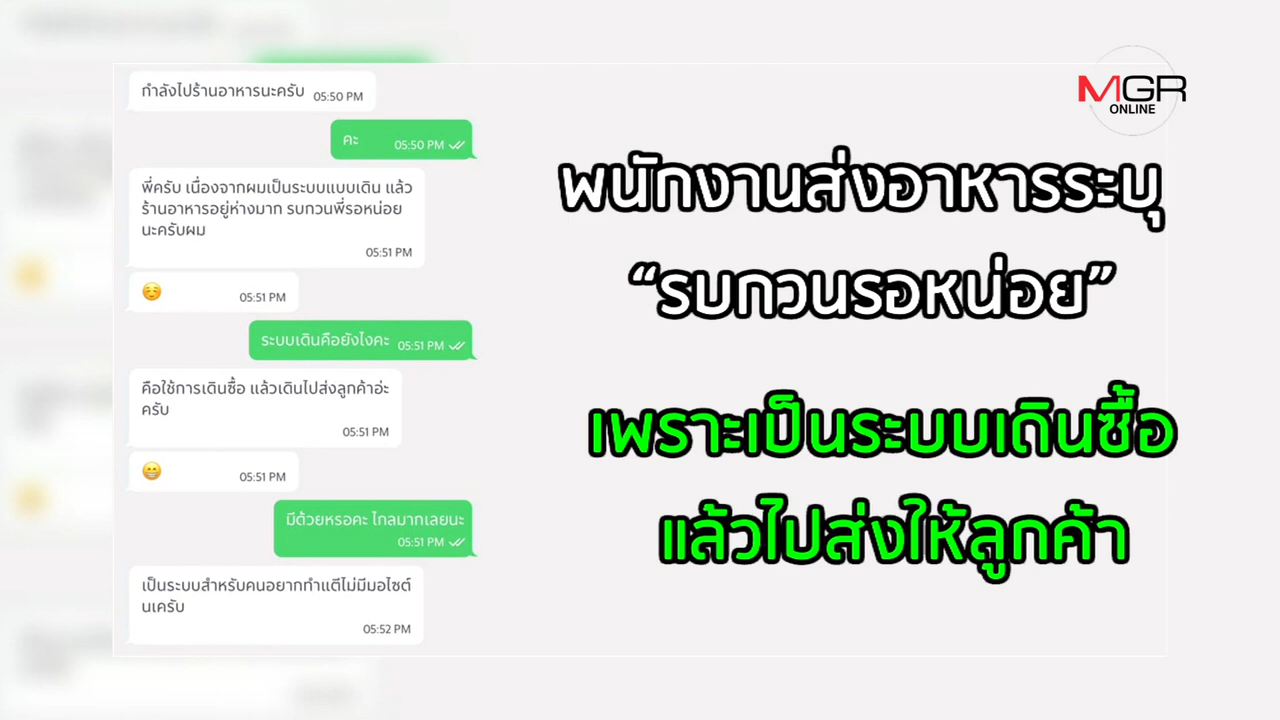 กำลังไปร้านอาหารนะครับ 05:50 PM
คะ 05:50 PM
พี่ครับ เนื่องจากผมเป็นระบบแบบเดิน แล้ว
ร้านอาหารอยู่ห่างมาก รบกวนพี่รอหน่อย
นะครับผม
05:51 PM
05:51 PM
ระบบเดินคือยังไงคะ 05:51 PM
คือใช้การเดินซื้อ แล้วเดินไปส่งลูกค้าอ่ะ
ครับ
05:51 PM
05:51 PM
มีด้วยหรอคะ ไกลมากเลยนะ
05:51 PM
เป็นระบบสำหรับคนอยากทำแต่ไม่มีมอไซต์
นเครับ
05:52 PM
MGR
ONLINE
พนักงานส่งอาหารระบุ
“รบกวนรอหน่อย”
เพราะเป็นระบบเดินซื้อ
แล้วไปส่งให้ลูกค้า